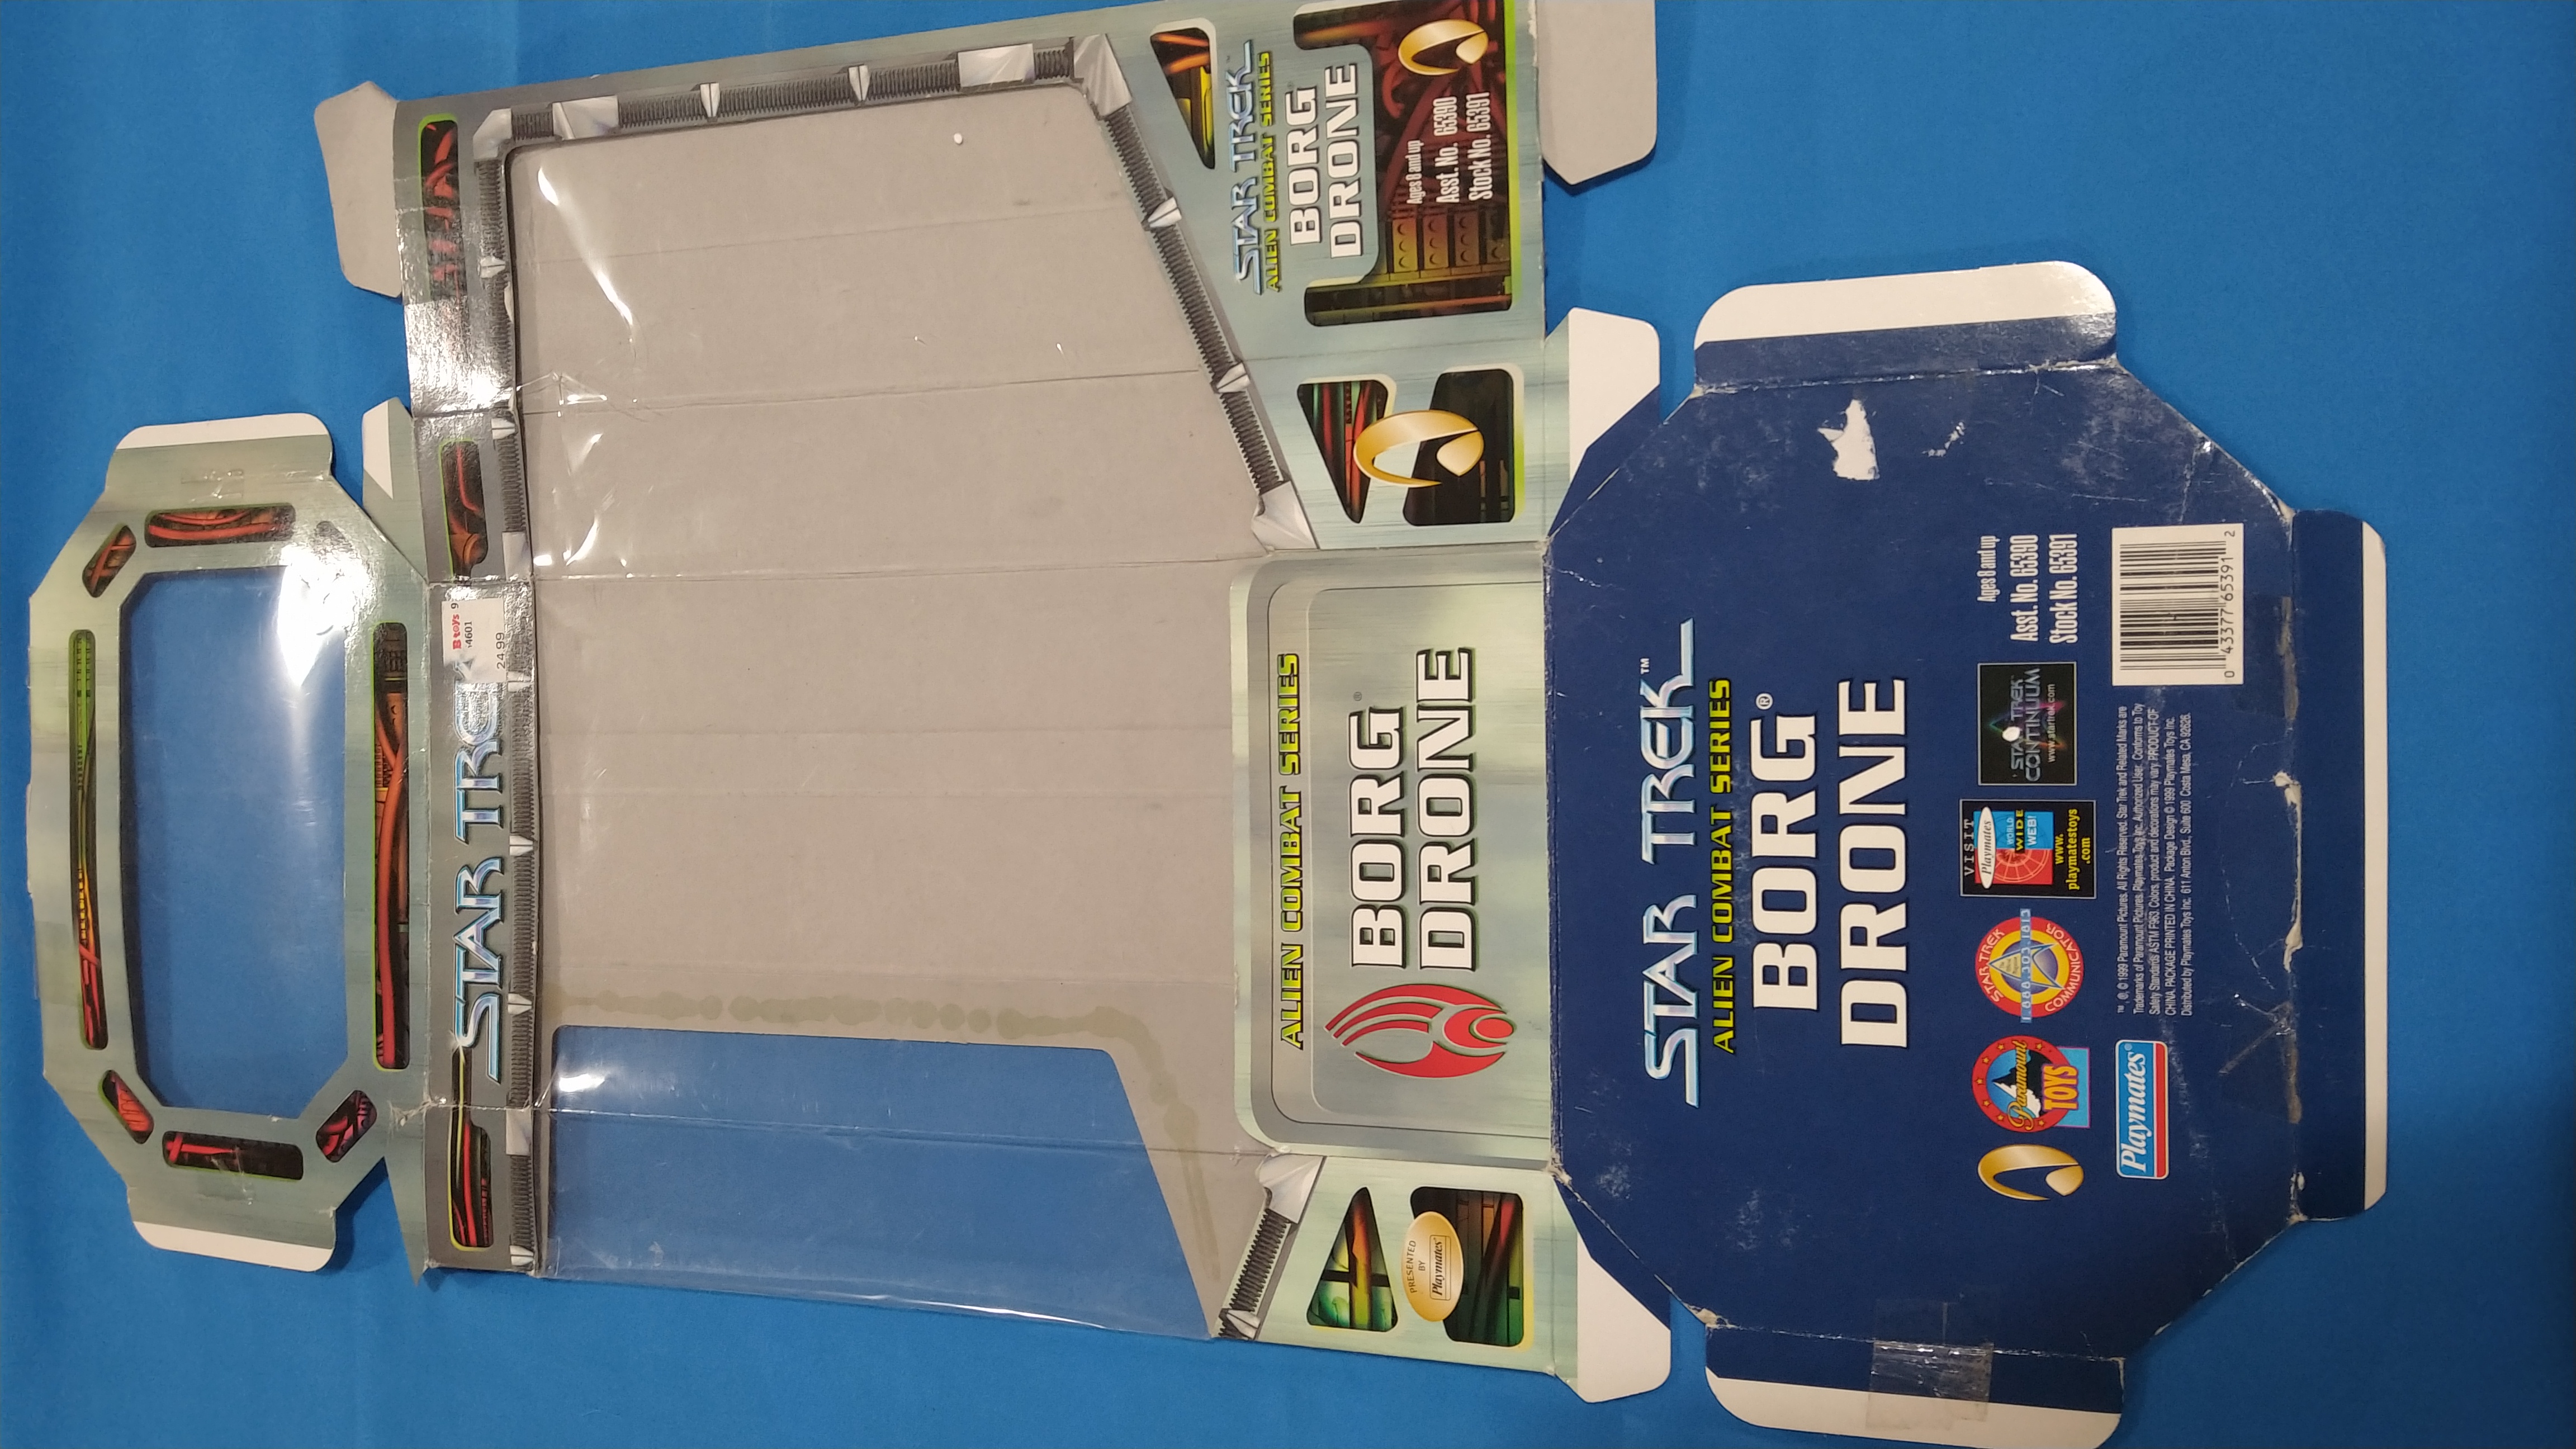 STAR TREK
B toys 9
4601
24.99
ALIEN COMBAT SERIES
BORG®
DRONE
PRESENTED
BY
Playmates
STAR TREK
ALIEN COMBAT SERIES
BORG
DRONE
Ages 8 and up
Asst. No. 65390
Stock No. 65391
STAR TREK™
ALIEN COMBAT SERIES
BORG®
DRONE
Paramount
TOYS
STAR TREK
1.888.303.1813
COMMUNICATOR
VISIT
Playmates
WORLD
WIDE
WEB!
www.
playmatestoys
.com
STAR TREK
CONTINUUM
www.startrek.com
Ages 8 and up
Asst. No. 65390
Stock No. 65391
Playmates®
™, ®, © 1999 Paramount Pictures. All Rights Reserved. Star Trek and Related Marks are
Trademarks of Paramount Pictures. Playmates Toys Inc. Authorized User. Conforms to Toy
Safety Standards ASTM F963. Colors, product and decorations may vary. PRODUCT OF
CHINA. PACKAGE PRINTED IN CHINA. Package Design © 1999 Playmates Toys Inc.
Distributed by Playmates Toys Inc. 611 Anton Blvd., Suite 600 Costa Mesa, CA 92626.
0 43377 65391 2